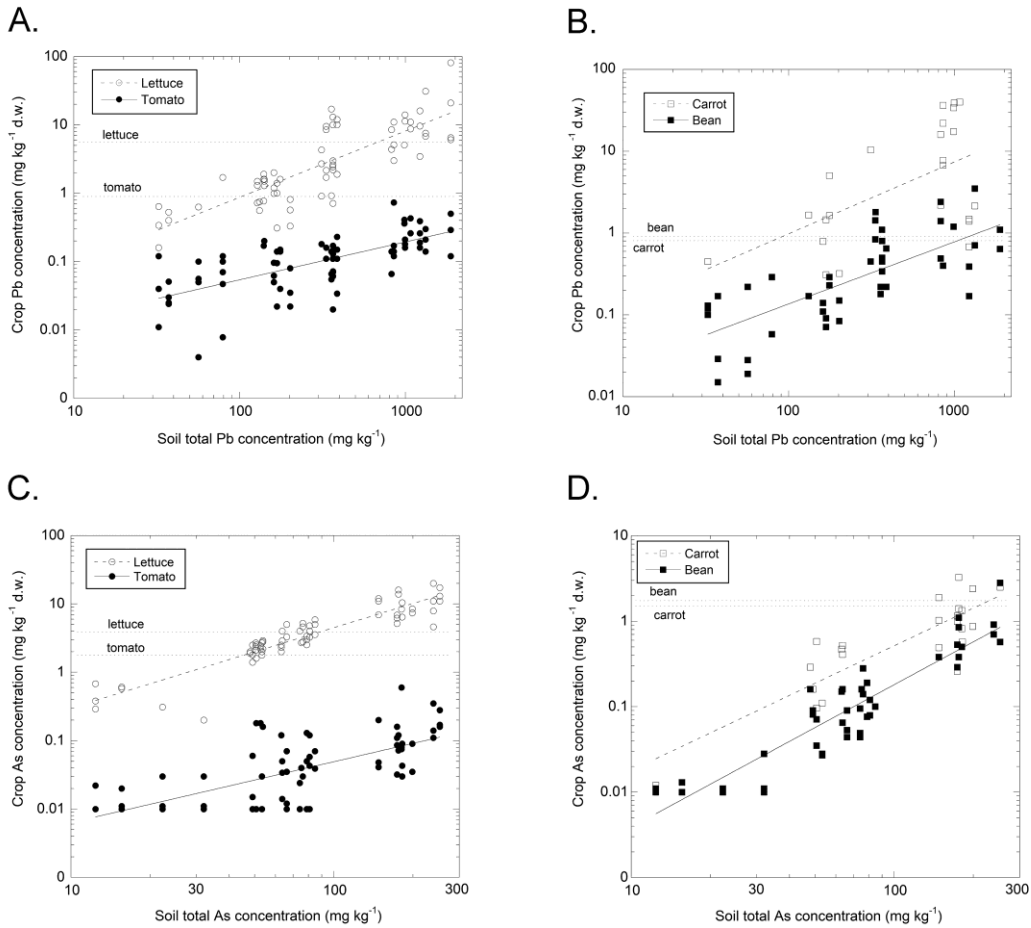 A.
Crop Pb concentration (mg kg⁻¹ d.w.)
100
10
1
0.1
0.01
0
Lettuce
Tomato
lettuce
tomato
10
100
1000
Soil total Pb concentration (mg kg⁻¹)
B.
Crop Pb concentration (mg kg⁻¹ d.w.)
100
10
1
0.1
0.01
Carrot
Bean
bean
carrot
10
100
1000
Soil total Pb concentration (mg kg⁻¹)
C.
Crop As concentration (mg kg⁻¹ d.w.)
100
10
1
0.1
0.01
0
Lettuce
Tomato
lettuce
tomato
10
30
100
300
Soil total As concentration (mg kg⁻¹)
D.
Crop As concentration (mg kg⁻¹ d.w.)
10
1
0.1
0.01
0
Carrot
Bean
bean
carrot
10
30
100
300
Soil total As concentration (mg kg⁻¹)